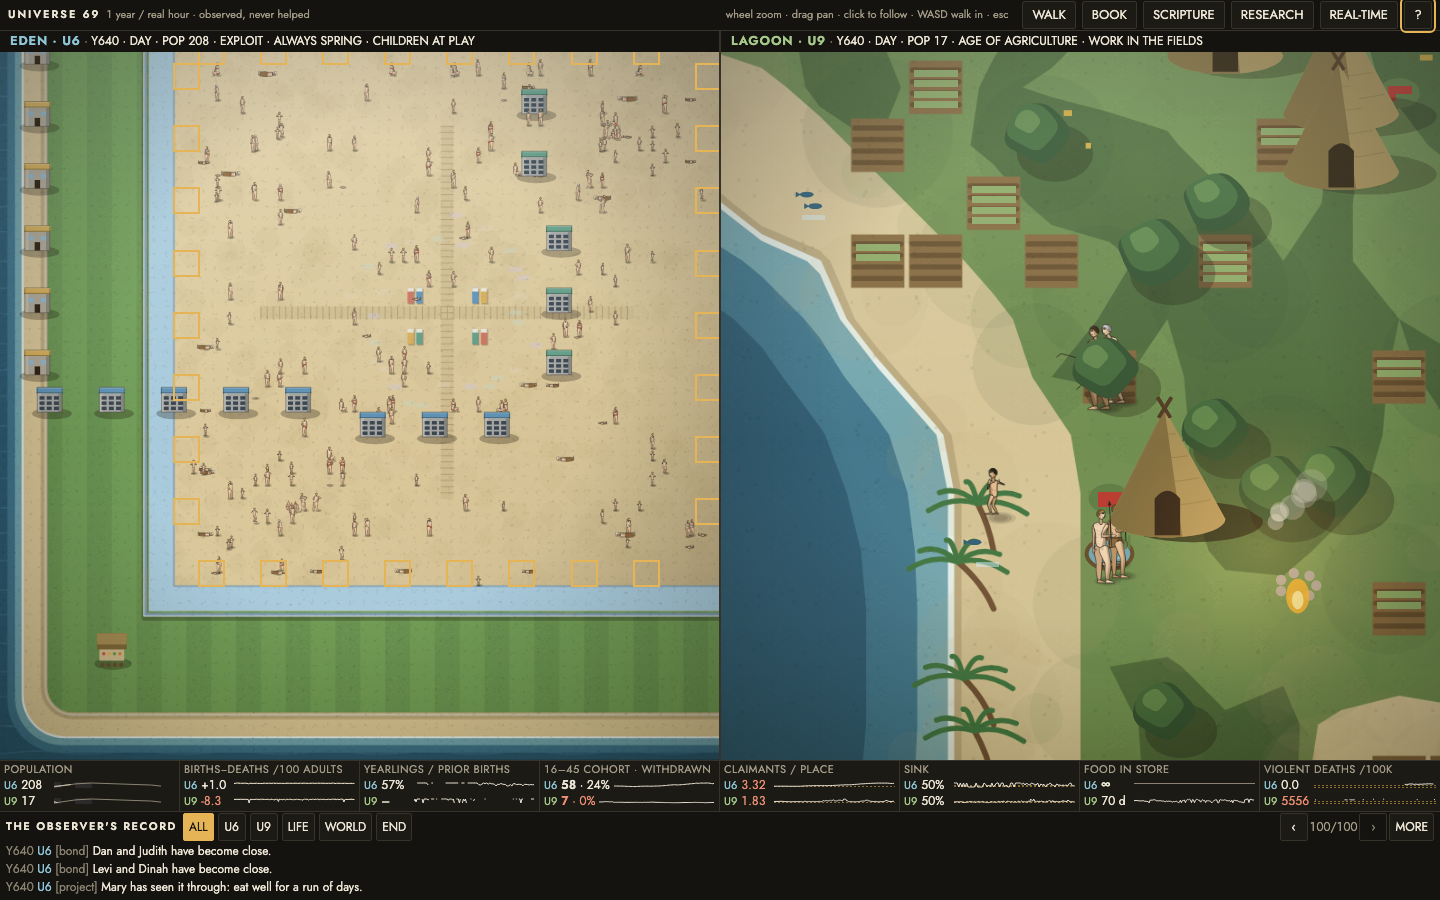 UNIVERSE 69 1 year / real hour · observed, never helped wheel zoom · drag pan · click to follow · WASD walk in · esc WALK BOOK SCRIPTURE RESEARCH REAL-TIME ?
EDEN · U6 · Y640 · DAY · POP 208 · EXPLOIT · ALWAYS SPRING · CHILDREN AT PLAY
LAGOON · U9 · Y640 · DAY · POP 17 · AGE OF AGRICULTURE · WORK IN THE FIELDS
POPULATION BIRTHS–DEATHS /100 ADULTS YEARLINGS / PRIOR BIRTHS 16–45 COHORT · WITHDRAWN CLAIMANTS / PLACE SINK FOOD IN STORE VIOLENT DEATHS /100K
U6 208 U6 +1.0 U6 57% U6 58 · 24% U6 3.32 U6 50% U6 ∞ U6 0.0
U9 17 U9 -8.3 U9 – U9 7 · 0% U9 1.83 U9 50% U9 70 d U9 5556
THE OBSERVER'S RECORD ALL U6 U9 LIFE WORLD END ‹ 100/100 › MORE
Y640 U6 [bond] Dan and Judith have become close.
Y640 U6 [bond] Levi and Dinah have become close.
Y640 U6 [project] Mary has seen it through: eat well for a run of days.